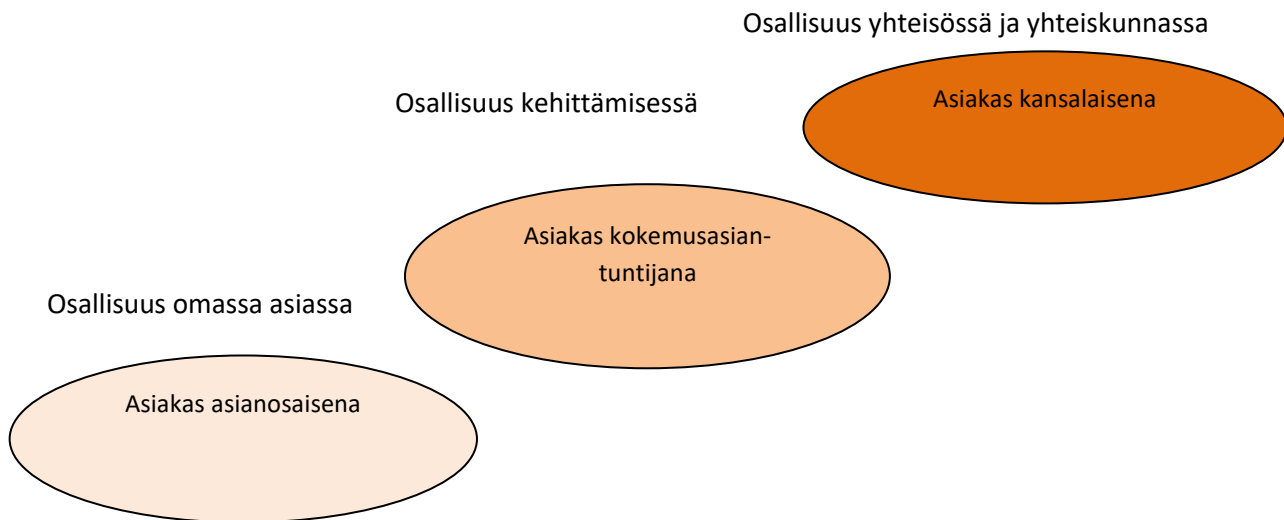 Osallisuus yhteisössä ja yhteiskunnassa
Asiakas kansalaisena
Osallisuus kehittämisessä
Asiakas kokemusasian-
tuntijana
Osallisuus omassa asiassa
Asiakas asianosaisena